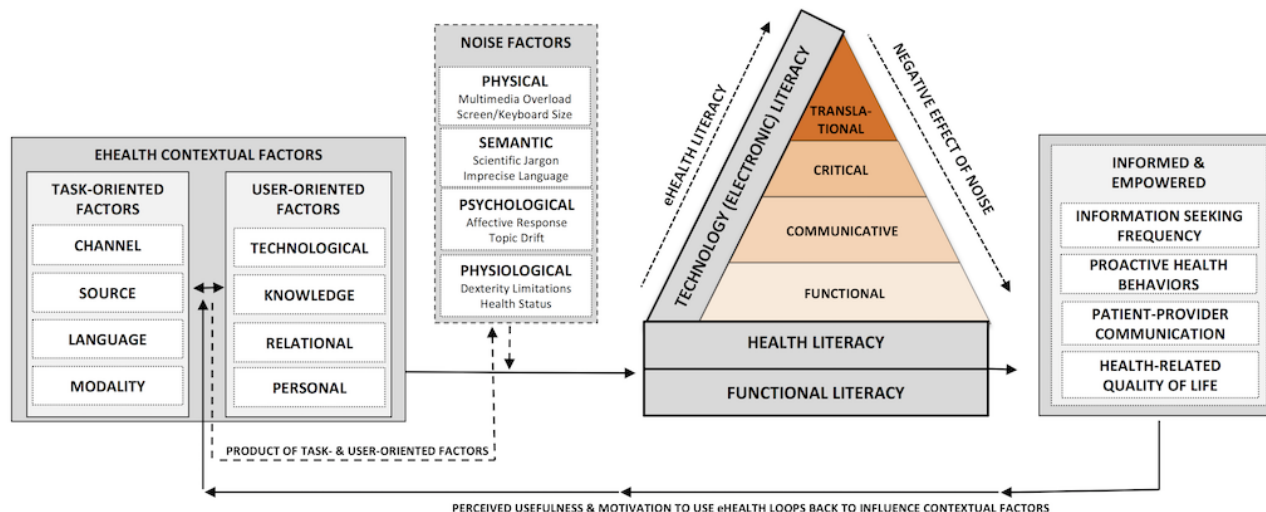 EHEALTH CONTEXTUAL FACTORS
TASK-ORIENTED
FACTORS
CHANNEL
SOURCE
LANGUAGE
MODALITY
USER-ORIENTED
FACTORS
TECHNOLOGICAL
KNOWLEDGE
RELATIONAL
PERSONAL
PRODUCT OF TASK- & USER-ORIENTED FACTORS
NOISE FACTORS
PHYSICAL
Multimedia Overload
Screen/Keyboard Size
SEMANTIC
Scientific Jargon
Imprecise Language
PSYCHOLOGICAL
Affective Response
Topic Drift
PHYSIOLOGICAL
Dexterity Limitations
Health Status
eHEALTH LITERACY
TECHNOLOGY (ELECTRONIC) LITERACY
NEGATIVE EFFECT OF NOISE
TRANSLA-
TIONAL
CRITICAL
COMMUNICATIVE
FUNCTIONAL
HEALTH LITERACY
FUNCTIONAL LITERACY
INFORMED &
EMPOWERED
INFORMATION SEEKING
FREQUENCY
PROACTIVE HEALTH
BEHAVIORS
PATIENT-PROVIDER
COMMUNICATION
HEALTH-RELATED
QUALITY OF LIFE
PERCEIVED USEFULNESS & MOTIVATION TO USE eHEALTH LOOPS BACK TO INFLUENCE CONTEXTUAL FACTORS